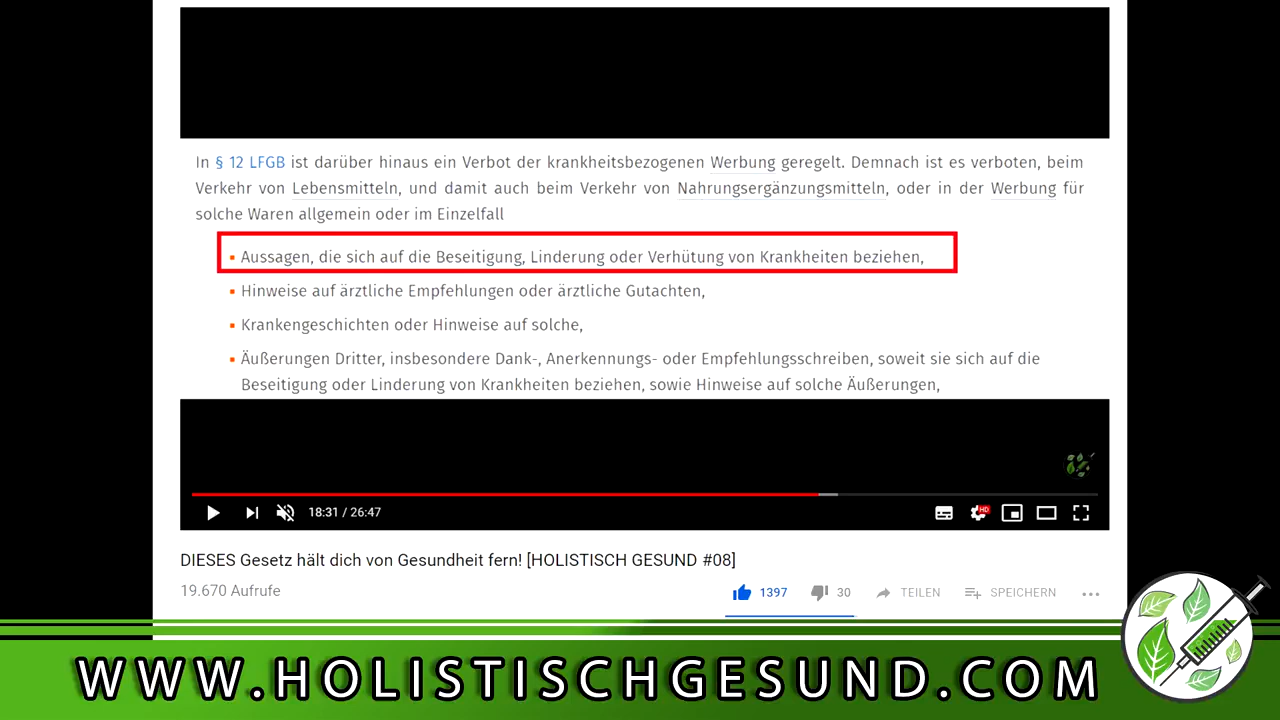 In § 12 LFGB ist darüber hinaus ein Verbot der krankheitsbezogenen Werbung geregelt. Demnach ist es verboten, beim
Verkehr von Lebensmitteln, und damit auch beim Verkehr von Nahrungsergänzungsmitteln, oder in der Werbung für
solche Waren allgemein oder im Einzelfall
▪ Aussagen, die sich auf die Beseitigung, Linderung oder Verhütung von Krankheiten beziehen,
▪ Hinweise auf ärztliche Empfehlungen oder ärztliche Gutachten,
▪ Krankengeschichten oder Hinweise auf solche,
▪ Äußerungen Dritter, insbesondere Dank-, Anerkennungs- oder Empfehlungsschreiben, soweit sie sich auf die
Beseitigung oder Linderung von Krankheiten beziehen, sowie Hinweise auf solche Äußerungen,
18:31 / 26:47 HD
DIESES Gesetz hält dich von Gesundheit fern! [HOLISTISCH GESUND #08]
19.670 Aufrufe 1397 30 TEILEN SPEICHERN
WWW.HOLISTISCHGESUND.COM